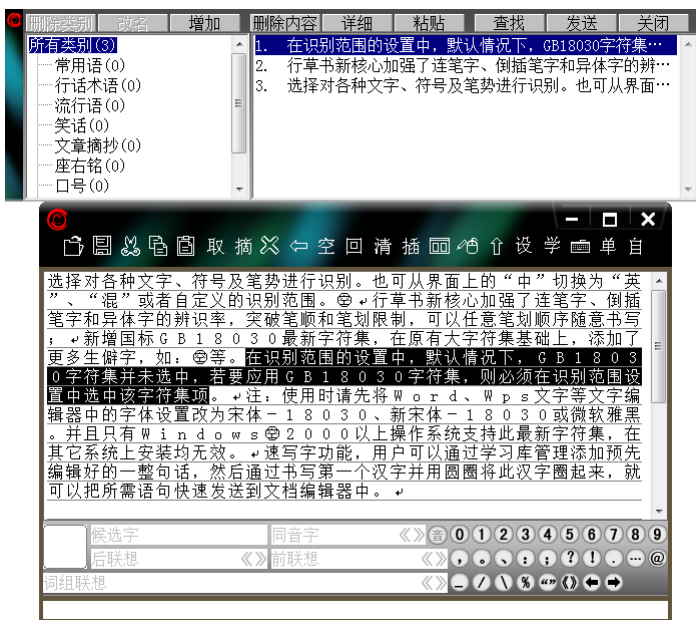 删除类别 改名 增加 删除内容 详细 粘贴 查找 发送 关闭
所有类别(3)
常用语(0)
行话术语(0)
流行语(0)
笑话(0)
文章摘抄(0)
座右铭(0)
口号(0)
1. 在识别范围的设置中，默认情况下，GB18030字符集…
2. 行草书新核心加强了连笔字、倒插笔字和异体字的辨…
3. 选择对各种文字、符号及笔势进行识别。也可从界面…
取 摘 空 回 清 插 设 学 单 自
选择对各种文字、符号及笔势进行识别。也可从界面上的“中”切换为“英
”、“混”或者自定义的识别范围。↵行草书新核心加强了连笔字、倒插
笔字和异体字的辨识率，突破笔顺和笔划限制，可以任意笔划顺序随意书写
；↵新增国标GB18030最新字符集，在原有大字符集基础上，添加了
更多生僻字，如：等。在识别范围的设置中，默认情况下，GB1803
0字符集并未选中，若要应用GB18030字符集，则必须在识别范围设
置中选中该字符集项。↵注：使用时请先将Word、Wps文字等文字编
辑器中的字体设置改为宋体－18030、新宋体－18030或微软雅黑
。并且只有Windows2000以上操作系统支持此最新字符集，在
其它系统上安装均无效。↵速写字功能，用户可以通过学习库管理添加预先
编辑好的一整句话，然后通过书写第一个汉字并用圆圈将此汉字圈起来，就
可以把所需语句快速发送到文档编辑器中。↵
候选字 同音字 《》 音 0 1 2 3 4 5 6 7 8 9
后联想 《》 前联想 《》 ， 。 、 ： ； ？ ！ . … @
词组联想 《》 _ / \ % “” 《》 ← →